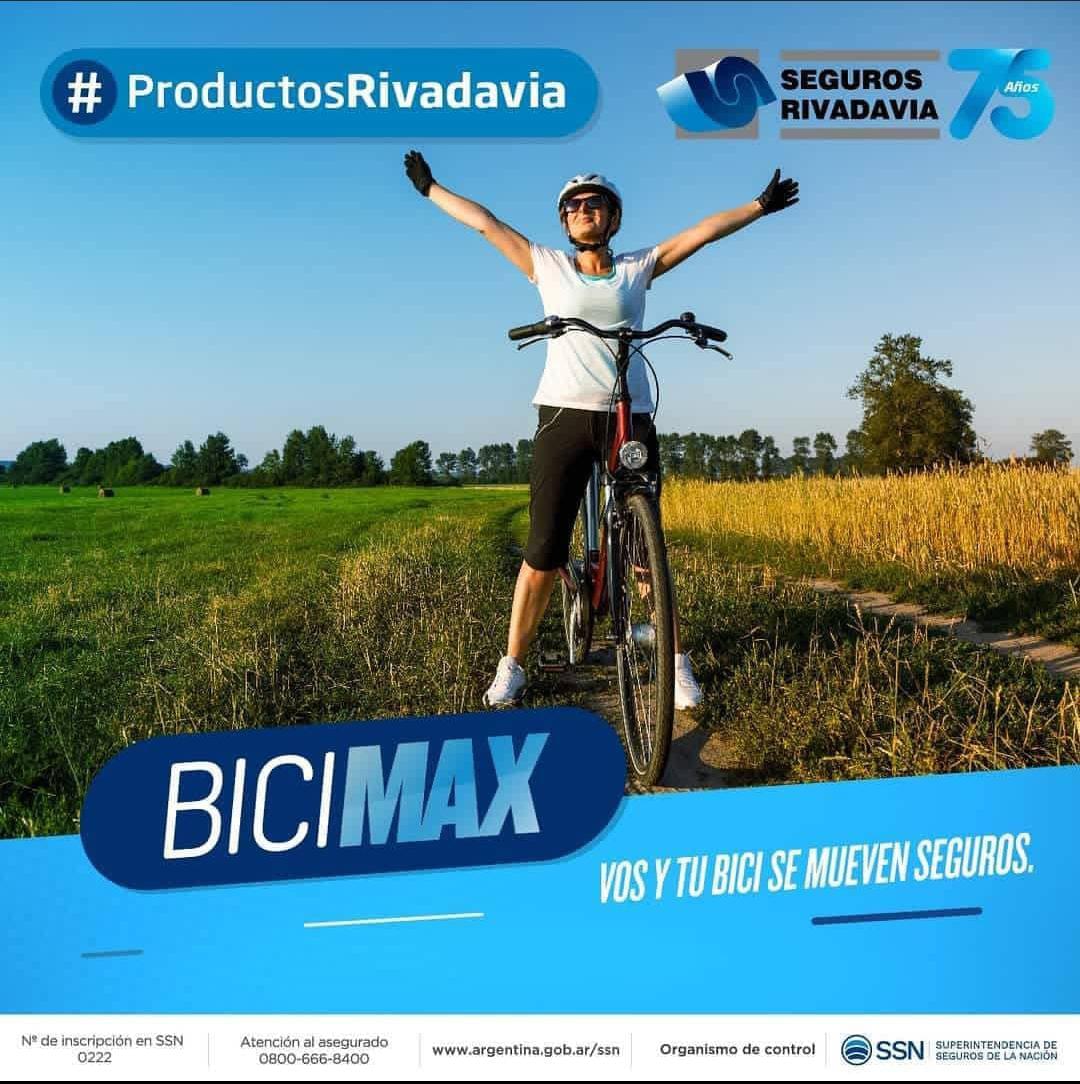 #ProductosRivadavia
SEGUROS
RIVADAVIA
75
Años
BICIMAX
VOS Y TU BICI SE MUEVEN SEGUROS.
Nº de inscripción en SSN
0222
Atención al asegurado
0800-666-8400
www.argentina.gob.ar/ssn
Organismo de control
SSN
SUPERINTENDENCIA DE
SEGUROS DE LA NACIÓN